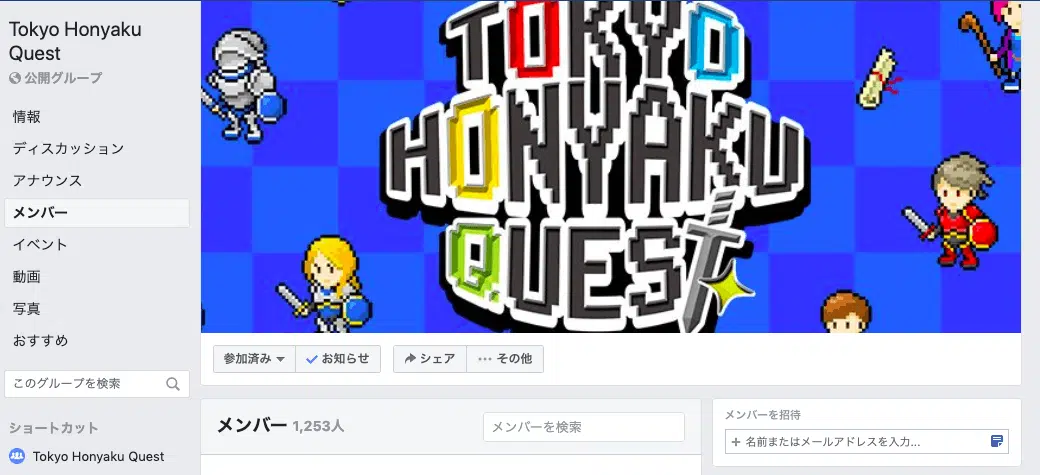 Tokyo Honyaku
Quest
公開グループ
情報
ディスカッション
アナウンス
メンバー
イベント
動画
写真
おすすめ
このグループを検索
ショートカット
Tokyo Honyaku Quest
TOKYO
HONYAKU
QUEST
参加済み
お知らせ
シェア
その他
メンバー 1,253人
メンバーを検索
メンバーを招待
+ 名前またはメールアドレスを入力...